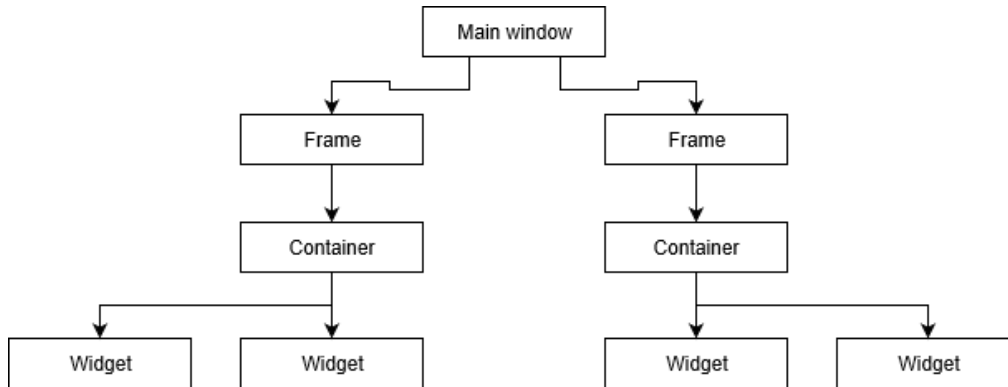 Main window
Frame
Frame
Container
Container
Widget
Widget
Widget
Widget